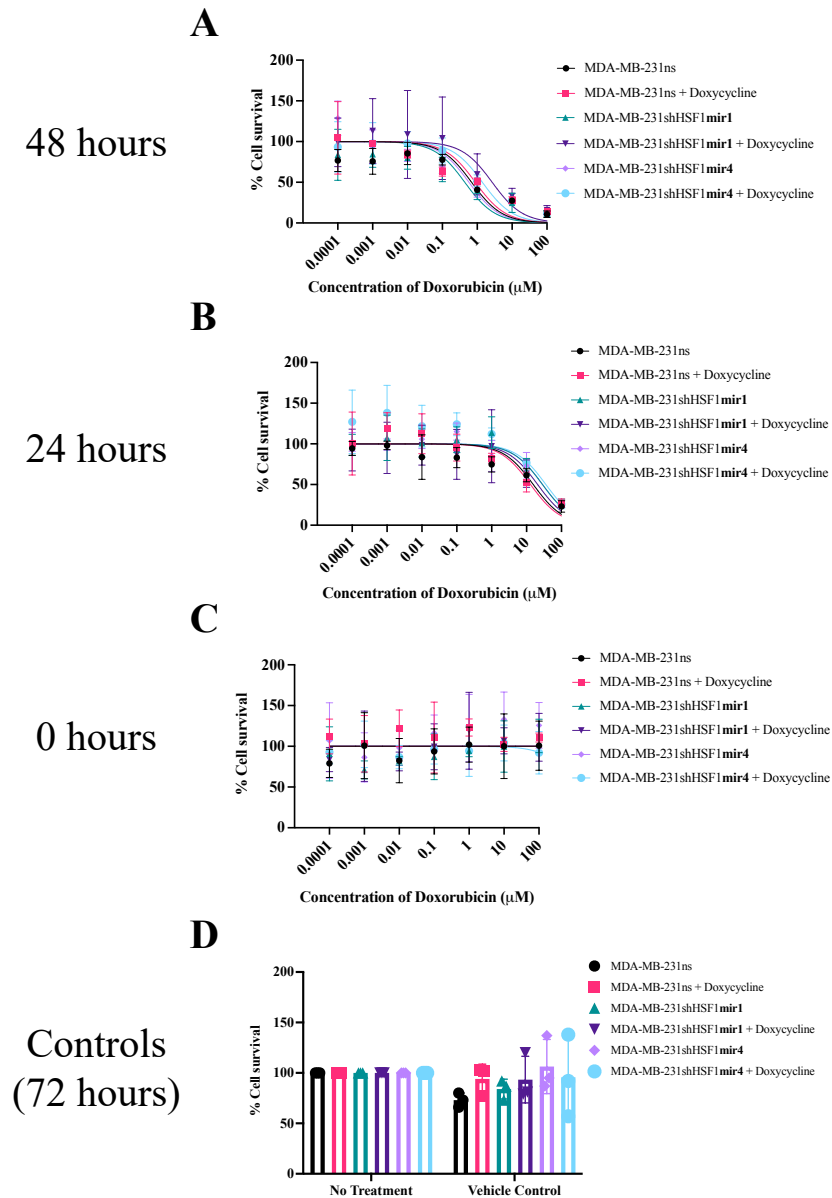 A
48 hours
% Cell survival
200
150
100
50
0
0.0001
0.001
0.01
0.1
1
10
100
Concentration of Doxorubicin (μM)
MDA-MB-231ns
MDA-MB-231ns + Doxycycline
MDA-MB-231shHSF1mir1
MDA-MB-231shHSF1mir1 + Doxycycline
MDA-MB-231shHSF1mir4
MDA-MB-231shHSF1mir4 + Doxycycline
B
24 hours
% Cell survival
200
150
100
50
0
0.0001
0.001
0.01
0.1
1
10
100
Concentration of Doxorubicin (μM)
MDA-MB-231ns
MDA-MB-231ns + Doxycycline
MDA-MB-231shHSF1mir1
MDA-MB-231shHSF1mir1 + Doxycycline
MDA-MB-231shHSF1mir4
MDA-MB-231shHSF1mir4 + Doxycycline
C
0 hours
% Cell survival
200
150
100
50
0
0.0001
0.001
0.01
0.1
1
10
100
Concentration of Doxorubicin (μM)
MDA-MB-231ns
MDA-MB-231ns + Doxycycline
MDA-MB-231shHSF1mir1
MDA-MB-231shHSF1mir1 + Doxycycline
MDA-MB-231shHSF1mir4
MDA-MB-231shHSF1mir4 + Doxycycline
D
Controls
(72 hours)
% Cell survival
200
150
100
50
0
No Treatment
Vehicle Control
MDA-MB-231ns
MDA-MB-231ns + Doxycycline
MDA-MB-231shHSF1mir1
MDA-MB-231shHSF1mir1 + Doxycycline
MDA-MB-231shHSF1mir4
MDA-MB-231shHSF1mir4 + Doxycycline